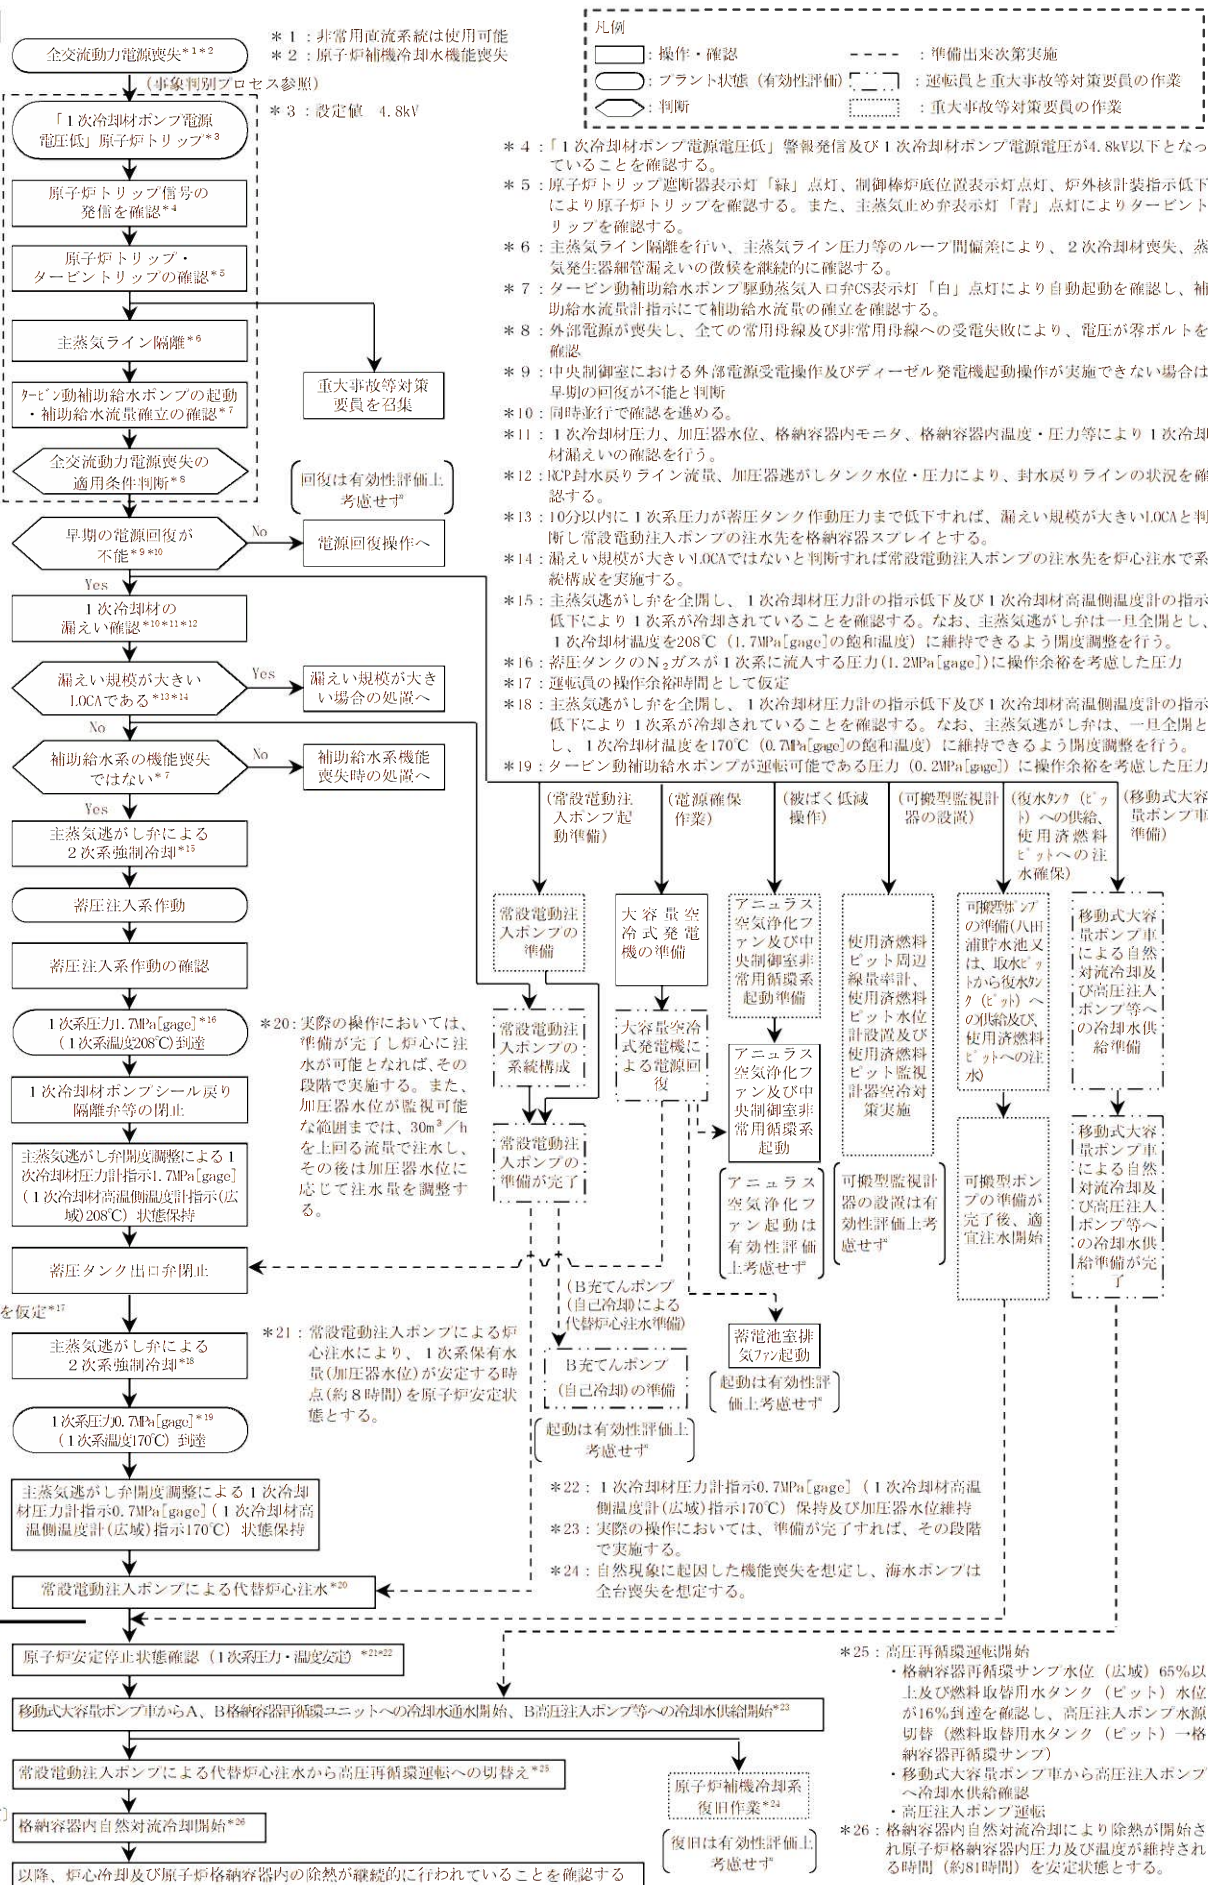 全交流動力電源喪失*1*2
*1:非常用直流系統は使用可能
*2:原子炉補機冷却水機能喪失
(事象判別プロセス参照)
*3:設定値 4.8kV
凡例
:操作・確認
:準備出来次第実施
:プラント状態(有効性評価)
:運転員と重大事故等対策要員の作業
:判断
:重大事故等対策要員の作業
「1次冷却材ポンプ電源
電圧低」原子炉トリップ*3
原子炉トリップ信号の
発信を確認*4
原子炉トリップ・
タービントリップの確認*5
主蒸気ライン隔離*6
タービン動補助給水ポンプの起動
・補助給水流量確立の確認*7
重大事故等対策
要員を召集
全交流動力電源喪失の
適用条件判断*8
回復は有効性評価上
考慮せず
早期の電源回復が
不能*9*10
No
電源回復操作へ
Yes
1次冷却材の
漏えい確認*10*11*12
漏えい規模が大きい
LOCAである*13*14
Yes
漏えい規模が大き
い場合の処置へ
No
補助給水系の機能喪失
ではない*7
No
補助給水系機能
喪失時の処置へ
Yes
*4:「1次冷却材ポンプ電源電圧低」警報発信及び1次冷却材ポンプ電源電圧が4.8kV以下となっ
ていることを確認する。
*5:原子炉トリップ遮断器表示灯「緑」点灯、制御棒炉底位置表示灯点灯、炉外核計装指示低下
により原子炉トリップを確認する。また、主蒸気止め弁表示灯「青」点灯によりタービント
リップを確認する。
*6:主蒸気ライン隔離を行い、主蒸気ライン圧力等のループ間偏差により、2次冷却材喪失、蒸
気発生器細管漏えいの徴候を継続的に確認する。
*7:タービン動補助給水ポンプ駆動蒸気入口弁CS表示灯「白」点灯により自動起動を確認し、補
助給水流量計指示にて補助給水流量の確立を確認する。
*8:外部電源が喪失し、全ての常用母線及び非常用母線への受電失敗により、電圧が零ボルトを
確認
*9:中央制御室における外部電源受電操作及びディーゼル発電機起動操作が実施できない場合は
早期の回復が不能と判断
*10:同時並行で確認を進める。
*11:1次冷却材圧力、加圧器水位、格納容器内モニタ、格納容器内温度・圧力等により1次冷却
材漏えいの確認を行う。
*12:RCP封水戻りライン流量、加圧器逃がしタンク水位・圧力により、封水戻りラインの状況を確
認する。
*13:10分以内に1次系圧力が蓄圧タンク作動圧力まで低下すれば、漏えい規模が大きいLOCAと判
断し常設電動注入ポンプの注水先を格納容器スプレイとする。
*14:漏えい規模が大きいLOCAではないと判断すれば常設電動注入ポンプの注水先を炉心注水で系
統構成を実施する。
*15:主蒸気逃がし弁を全開し、1次冷却材圧力計の指示低下及び1次冷却材高温側温度計の指示
低下により1次系が冷却されていることを確認する。なお、主蒸気逃がし弁は一旦全開とし、
1次冷却材温度を208℃(1.7MPa[gage]の飽和温度)に維持できるよう開度調整を行う。
*16:蓄圧タンクのN₂ガスが1次系に流入する圧力(1.2MPa[gage])に操作余裕を考慮した圧力
*17:運転員の操作余裕時間として仮定
*18:主蒸気逃がし弁を全開し、1次冷却材圧力計の指示低下及び1次冷却材高温側温度計の指示
低下により1次系が冷却されていることを確認する。なお、主蒸気逃がし弁は、一旦全開と
し、1次冷却材温度を170℃(0.7MPa[gage]の飽和温度)に維持できるよう開度調整を行う。
*19:タービン動補助給水ポンプが運転可能である圧力(0.2MPa[gage])に操作余裕を考慮した圧力
(常設電動注
入ポンプ起
動準備)
(電源確保
作業)
(被ばく低減
操作)
(可搬型監視計
器の設置)
(復水タンク(ピッ
ト)への供給、
使用済燃料
ピットへの注
水確保)
(移動式大容
量ポンプ車
準備)
主蒸気逃がし弁による
2次系強制冷却*15
蓄圧注入系作動
蓄圧注入系作動の確認
1次系圧力1.7MPa[gage]*16
(1次系温度208℃)到達
1次冷却材ポンプシール戻り
隔離弁等の閉止
主蒸気逃がし弁開度調整による1
次冷却材圧力計指示1.7MPa[gage]
(1次冷却材高温側温度計指示(広
域)208℃)状態保持
蓄圧タンク出口弁閉止
を仮定*17
主蒸気逃がし弁による
2次系強制冷却*18
1次系圧力0.7MPa[gage]*19
(1次系温度170℃)到達
主蒸気逃がし弁開度調整による1次冷却
材圧力計指示0.7MPa[gage](1次冷却材高
温側温度計(広域)指示170℃)状態保持
常設電動注入ポンプによる代替炉心注水*20
*20:実際の操作においては、
準備が完了し炉心に注
水が可能となれば、その
段階で実施する。また、
加圧器水位が監視可能
な範囲までは、30m³/h
を上回る流量で注水し、
その後は加圧器水位に
応じて注水量を調整す
る。
*21:常設電動注入ポンプによる炉
心注水により、1次系保有水
量(加圧器水位)が安定する時
点(約8時間)を原子炉安定状
態とする。
常設電動注
入ポンプの
準備
常設電動注
入ポンプの
系統構成
常設電動注
入ポンプの
準備が完了
大容量空
冷式発電
機の準備
大容量空冷
式発電機に
よる電源回
復
アニュラス
空気浄化フ
ァン及び中
央制御室非
常用循環系
起動準備
アニュラス
空気浄化フ
ァン及び中
央制御室非
常用循環系
起動
アニュラス
空気浄化フ
ァン起動は
有効性評価
上考慮せず
使用済燃料
ピット周辺
線量率計、
使用済燃料
ピット水位
計設置及び
使用済燃料
ピット監視
計器空冷対
策実施
可搬型監視計
器の設置は有
効性評価上考
慮せず
可搬型ポンプ
の準備(八田
浦貯水池又
は、取水ピッ
トから復水タン
ク(ピット)へ
の供給及び、
使用済燃料
ピットへの注
水)
可搬型ポン
プの準備が
完了後、適
宜注水開始
移動式大容
量ポンプ車
による自然
対流冷却及
び高圧注入
ポンプ等へ
の冷却水供
給準備
移動式大容
量ポンプ車
による自然
対流冷却及
び高圧注入
ポンプ等へ
の冷却水供
給準備が完
了
(B充てんポンプ
(自己冷却)による
代替炉心注水準備)
B充てんポンプ
(自己冷却)の準備
起動は有効性評価上
考慮せず
蓄電池室排
気ファン起動
起動は有効性評
価上考慮せず
*22:1次冷却材圧力計指示0.7MPa[gage](1次冷却材高温
側温度計(広域)指示170℃)保持及び加圧器水位維持
*23:実際の操作においては、準備が完了すれば、その段階
で実施する。
*24:自然現象に起因した機能喪失を想定し、海水ポンプは
全台喪失を想定する。
原子炉安定停止状態確認(1次系圧力・温度安定)*21*22
移動式大容量ポンプ車からA、B格納容器再循環ユニットへの冷却水通水開始、B高圧注入ポンプ等への冷却水供給開始*23
常設電動注入ポンプによる代替炉心注水から高圧再循環運転への切替え*25
原子炉補機冷却系
復旧作業*24
復旧は有効性評価上
考慮せず
格納容器内自然対流冷却開始*26
以降、炉心冷却及び原子炉格納容器内の除熱が継続的に行われていることを確認する
*25:高圧再循環運転開始
・格納容器再循環サンプ水位(広域)65%以
上及び燃料取替用水タンク(ピット)水位
が16%到達を確認し、高圧注入ポンプ水源
切替(燃料取替用水タンク(ピット)→格
納容器再循環サンプ)
・移動式大容量ポンプ車から高圧注入ポンプ
へ冷却水供給確認
・高圧注入ポンプ運転
*26:格納容器内自然対流冷却により除熱が開始さ
れ原子炉格納容器内圧力及び温度が維持され
る時間(約81時間)を安定状態とする。